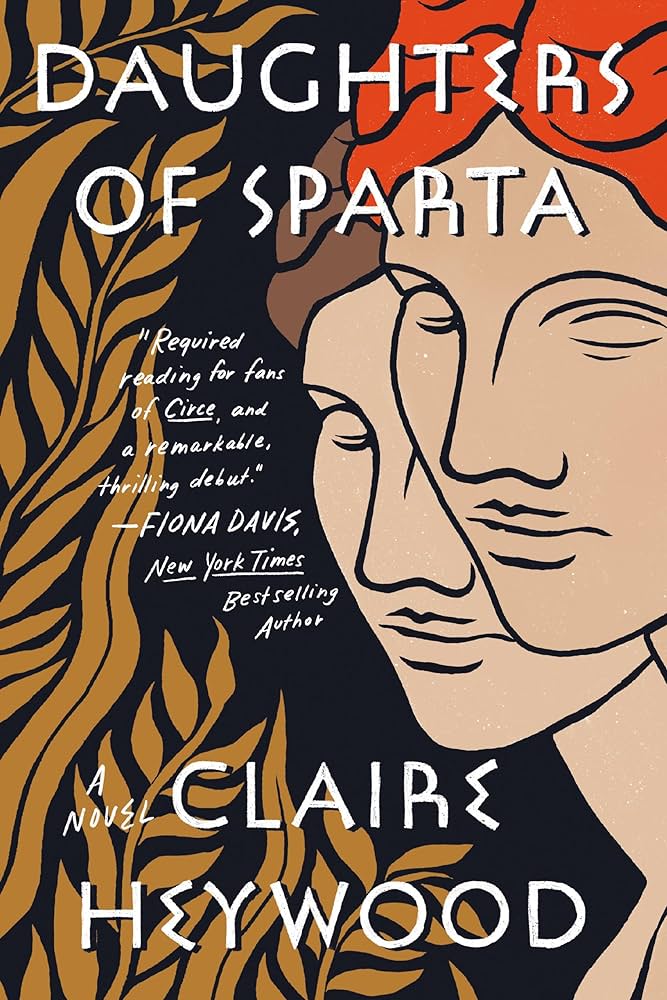 DAUGHTERS
OF SPARTA
"Required
reading for fans
of Circe, and
a remarkable,
thrilling debut."
—FIONA DAVIS,
New York Times
Bestselling
Author
A
NOVEL
CLAIRE
HEYWOOD